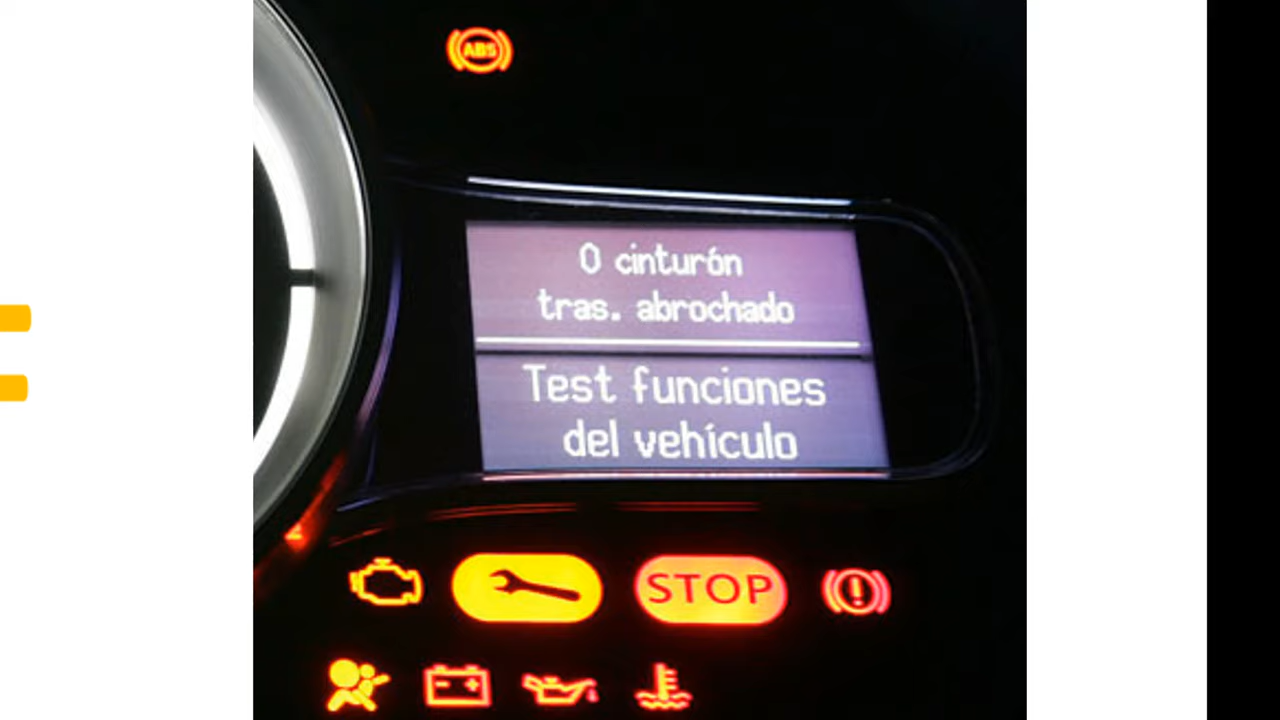 ABS
0 cinturón
tras. abrochado
Test funciones
del vehículo
STOP